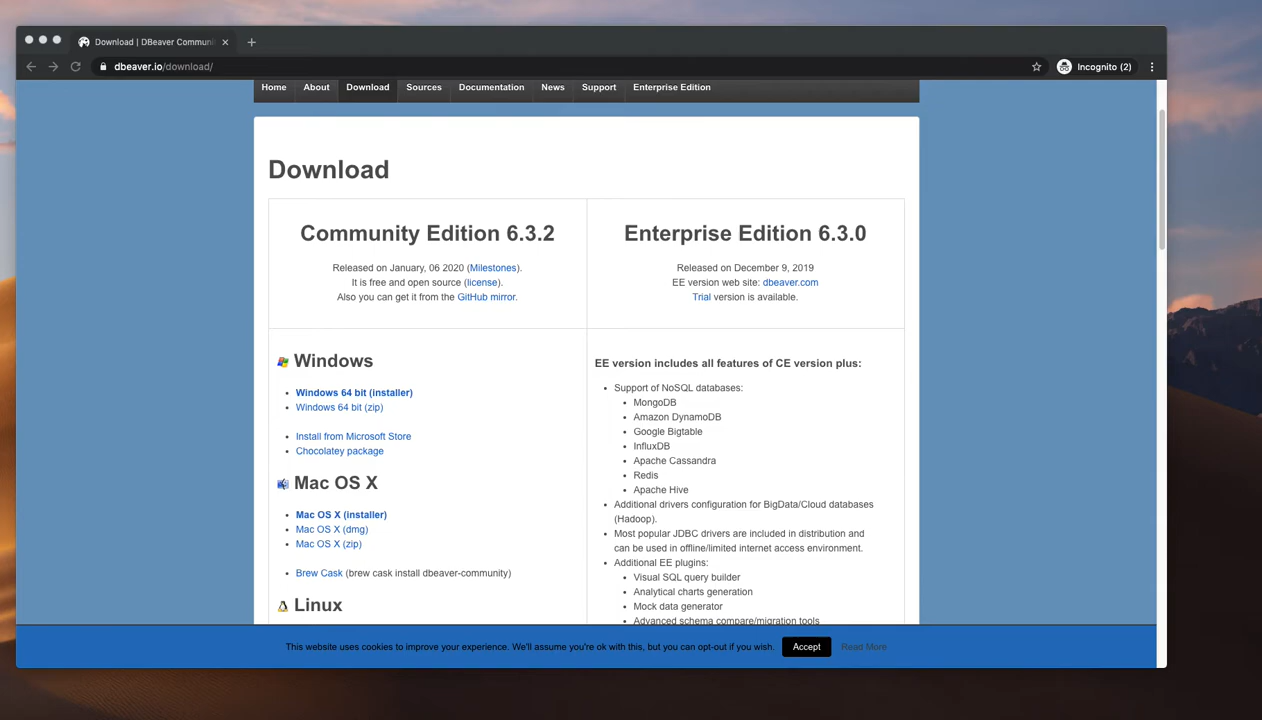 Download | DBeaver Communi
dbeaver.io/download/
Incognito (2)
Home About Download Sources Documentation News Support Enterprise Edition
Download
Community Edition 6.3.2
Released on January, 06 2020 (Milestones).
It is free and open source (license).
Also you can get it from the GitHub mirror.
Enterprise Edition 6.3.0
Released on December 9, 2019
EE version web site: dbeaver.com
Trial version is available.
Windows
Windows 64 bit (installer)
Windows 64 bit (zip)
Install from Microsoft Store
Chocolatey package
Mac OS X
Mac OS X (installer)
Mac OS X (dmg)
Mac OS X (zip)
Brew Cask (brew cask install dbeaver-community)
Linux
EE version includes all features of CE version plus:
Support of NoSQL databases:
MongoDB
Amazon DynamoDB
Google Bigtable
InfluxDB
Apache Cassandra
Redis
Apache Hive
Additional drivers configuration for BigData/Cloud databases
(Hadoop).
Most popular JDBC drivers are included in distribution and
can be used in offline/limited internet access environment.
Additional EE plugins:
Visual SQL query builder
Analytical charts generation
Mock data generator
Advanced schema compare/migration tools
This website uses cookies to improve your experience. We'll assume you're ok with this, but you can opt-out if you wish. Accept Read More